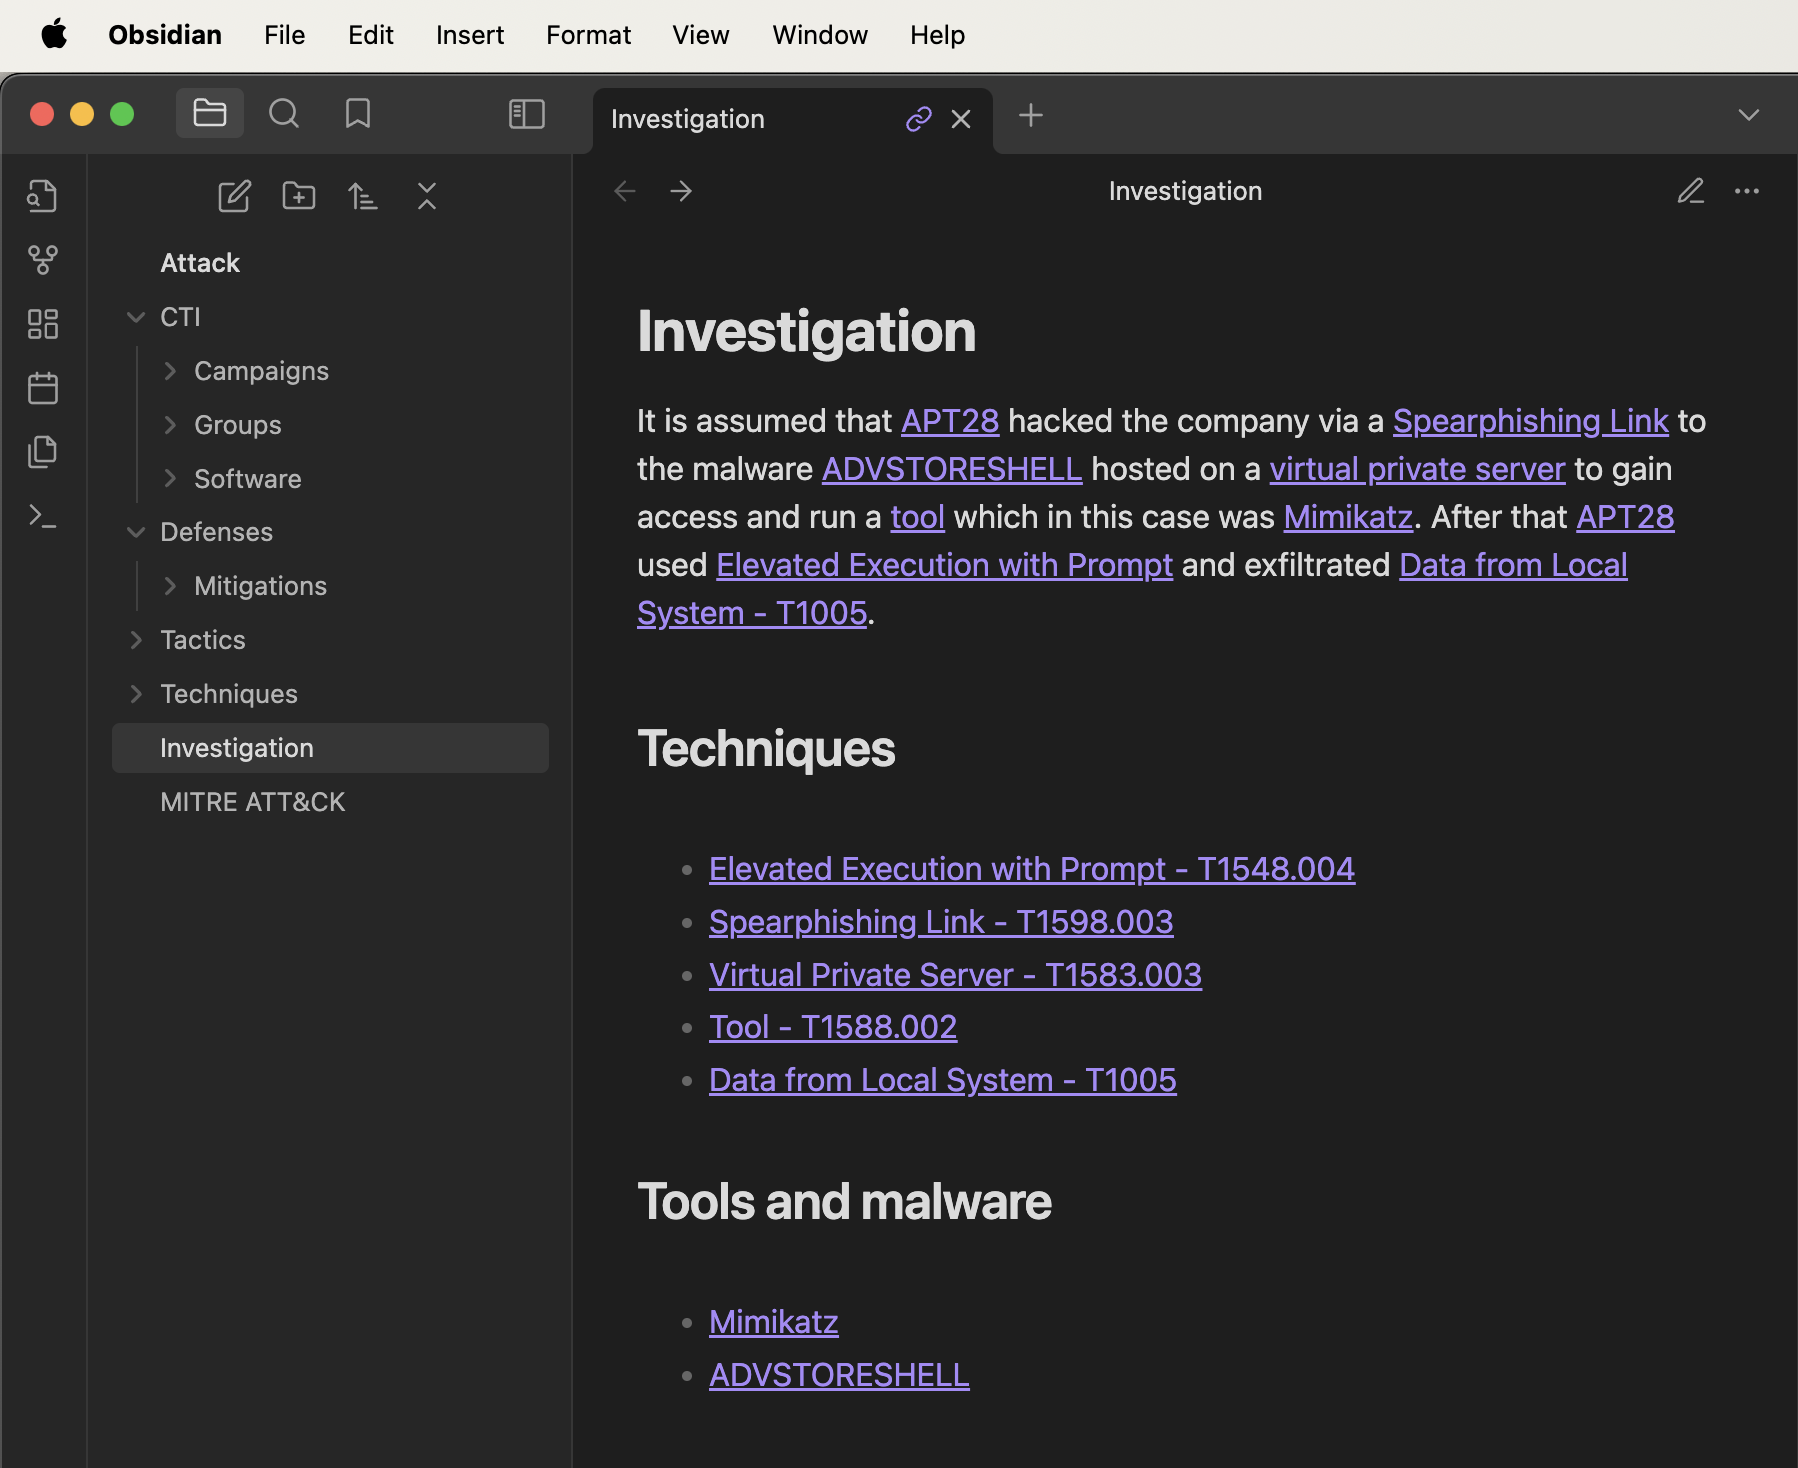 Obsidian File Edit Insert Format View Window Help
Investigation
Investigation
Attack
CTI
Campaigns
Groups
Software
Defenses
Mitigations
Tactics
Techniques
Investigation
MITRE ATT&CK
Investigation
It is assumed that APT28 hacked the company via a Spearphishing Link to
the malware ADVSTORESHELL hosted on a virtual private server to gain
access and run a tool which in this case was Mimikatz. After that APT28
used Elevated Execution with Prompt and exfiltrated Data from Local
System - T1005.
Techniques
Elevated Execution with Prompt - T1548.004
Spearphishing Link - T1598.003
Virtual Private Server - T1583.003
Tool - T1588.002
Data from Local System - T1005
Tools and malware
Mimikatz
ADVSTORESHELL